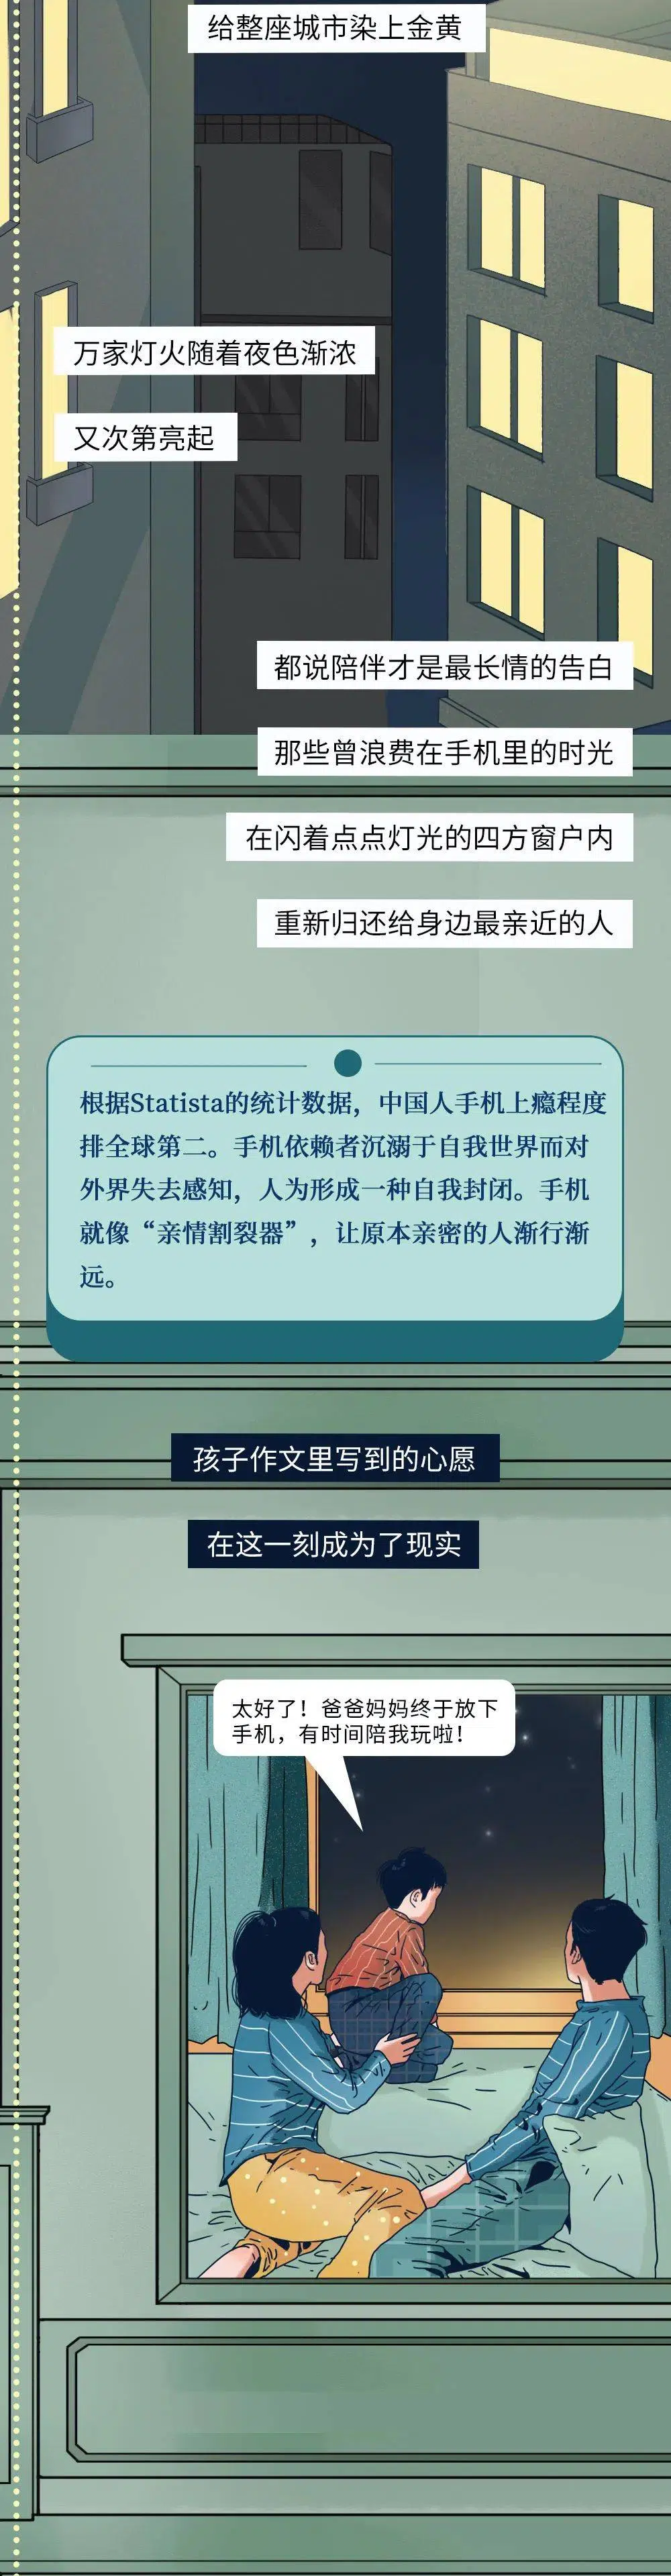 给整座城市染上金黄
万家灯火随着夜色渐浓
又次第亮起
都说陪伴才是最长情的告白
那些曾浪费在手机里的时光
在闪着点点灯光的四方窗户内
重新归还给身边最亲近的人
根据Statista的统计数据，中国人手机上瘾程度
排全球第二。手机依赖者沉溺于自我世界而对
外界失去感知，人为形成一种自我封闭。手机
就像“亲情割裂器”，让原本亲密的人渐行渐
远。
孩子作文里写到的心愿
在这一刻成为了现实
太好了！爸爸妈妈终于放下
手机，有时间陪我玩啦！